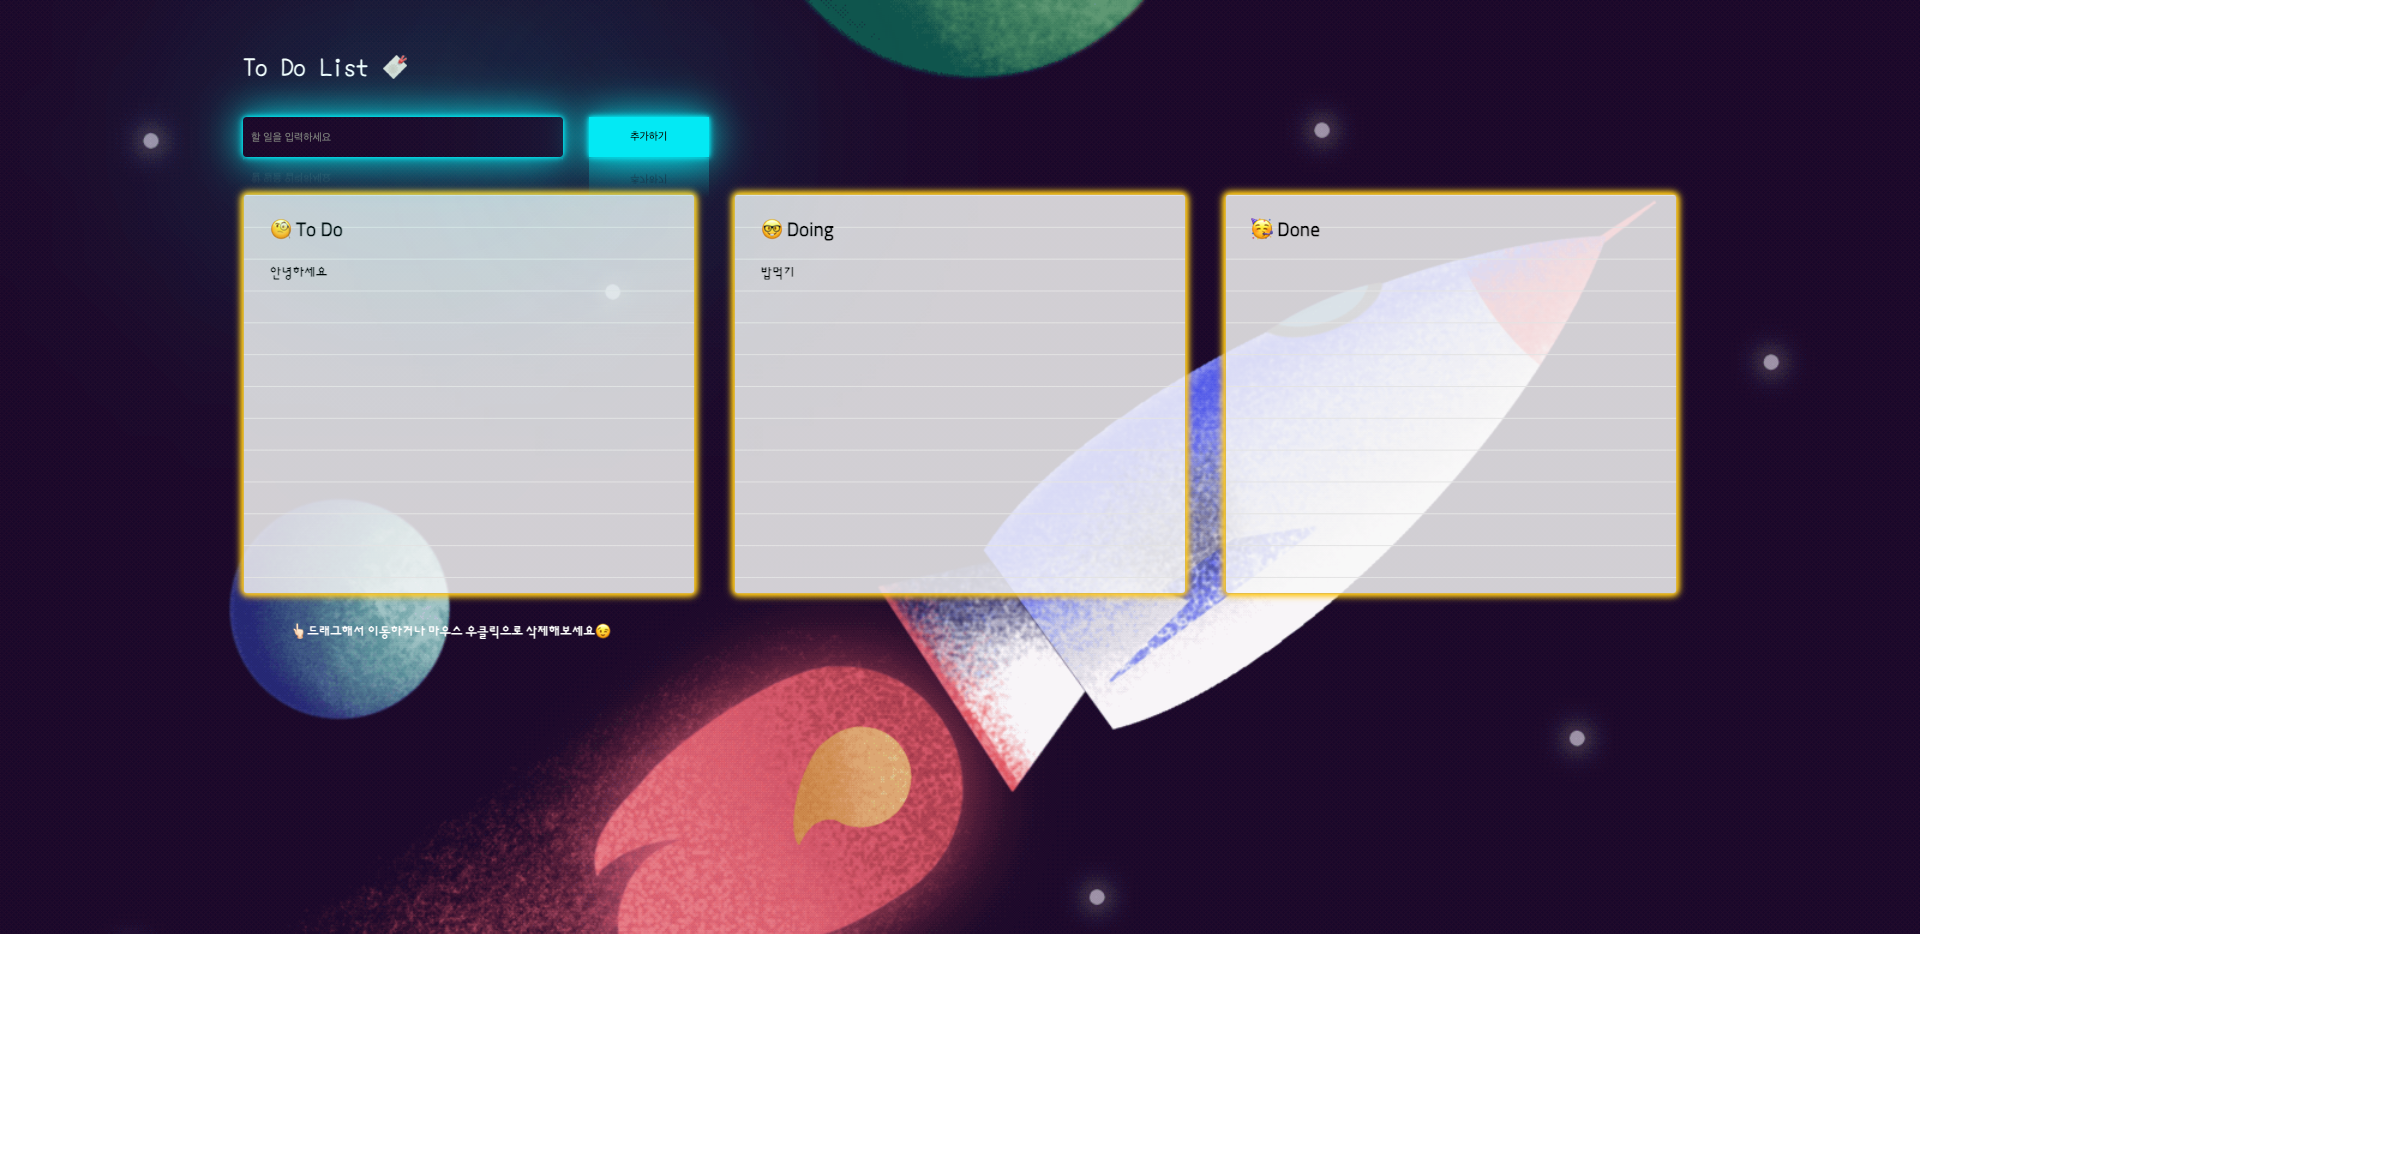 To Do List
할 일을 입력하세요
추가하기
🧐 To Do
안녕하세요
🤓 Doing
밥먹기
🥳 Done
👆🏻드래그해서 이동하거나 마우스 우클릭으로 삭제해보세요😉